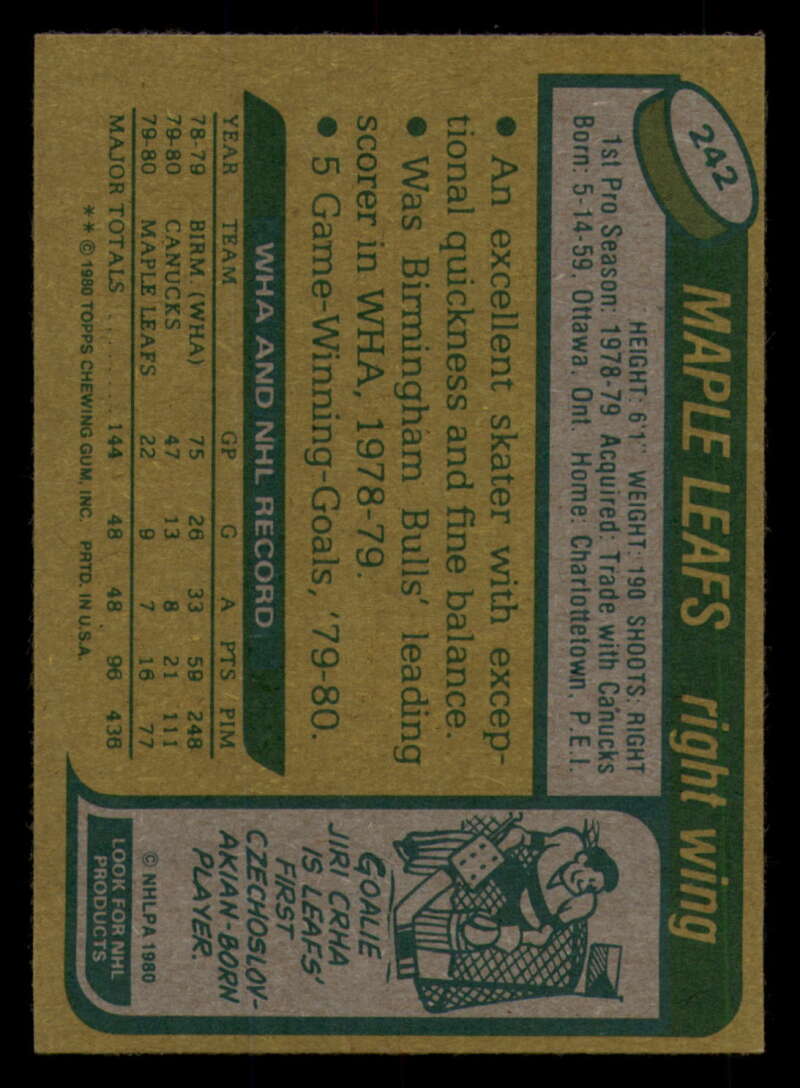 242
MAPLE LEAFS right wing
HEIGHT: 6'1" WEIGHT: 190 SHOOTS: RIGHT
1st Pro Season: 1978-79 Acquired: Trade with Canucks
Born: 5-14-59, Ottawa, Ont. Home: Charlottetown, P.E.I.
● An excellent skater with excep-
tional quickness and fine balance.
● Was Birmingham Bulls' leading
scorer in WHA, 1978-79.
● 5 Game-Winning-Goals, '79-80.
WHA AND NHL RECORD
YEAR TEAM GP G A PTS PIM
78-79 BIRM. (WHA) 75 26 33 59 248
79-80 CANUCKS 47 13 8 21 111
79-80 MAPLE LEAFS 22 9 7 16 77
MAJOR TOTALS ........ 144 48 48 96 436
** © 1980 TOPPS CHEWING GUM, INC. PRTD. IN U.S.A.
GOALIE
JIRI CRHA
IS LEAFS'
FIRST
CZECHOSLOV-
AKIAN-BORN
PLAYER.
© NHLPA 1980
LOOK FOR NHL
PRODUCTS